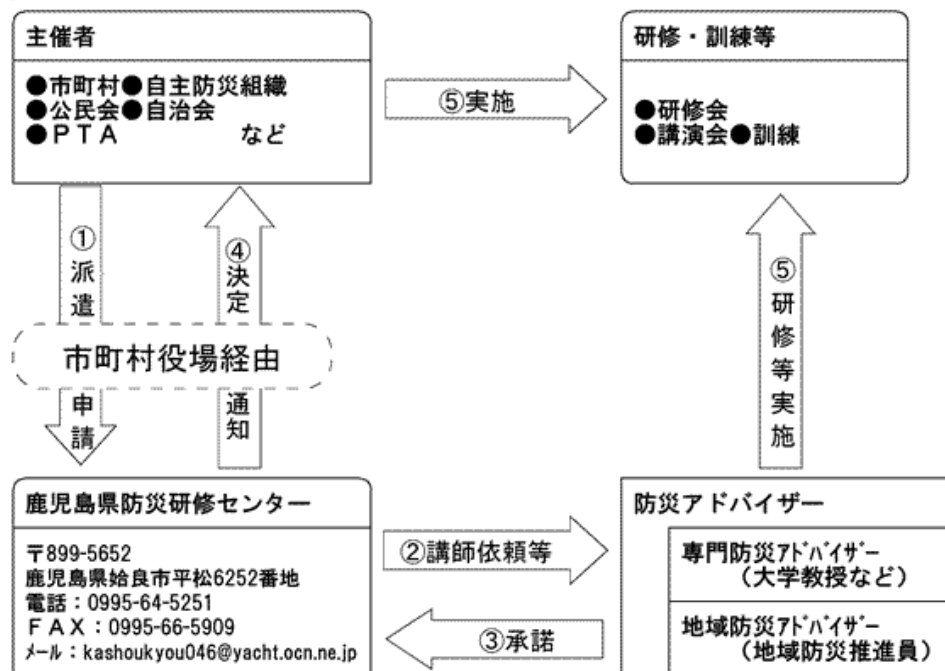 主催者
●市町村●自主防災組織
●公民会●自治会
●ＰＴＡ　　　　など
⑤実施
研修・訓練等
●研修会
●講演会●訓練
①派遣
申請
④決定
通知
市町村役場経由
⑤研修等実施
鹿児島県防災研修センター
〒899-5652
鹿児島県姶良市平松6252番地
電話：0995-64-5251
ＦＡＸ：0995-66-5909
ﾒｰﾙ：kashoukyou046@yacht.ocn.ne.jp
②講師依頼等
③承諾
防災アドバイザー
専門防災ｱﾄﾞﾊﾞｲｻﾞｰ
（大学教授など）
地域防災ｱﾄﾞﾊﾞｲｻﾞｰ
（地域防災推進員）